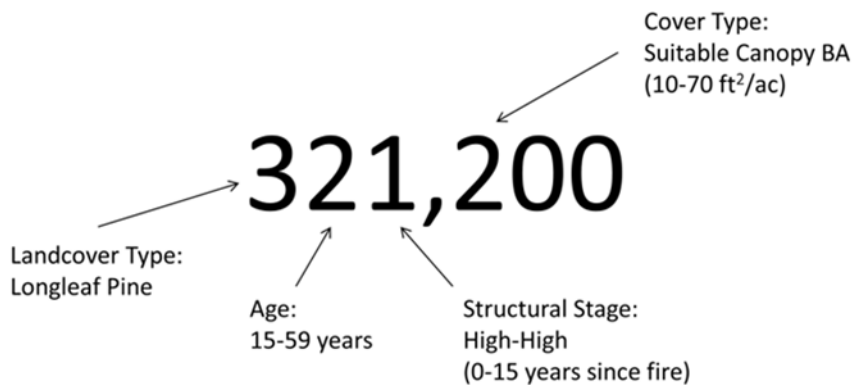 Cover Type:
Suitable Canopy BA
(10-70 ft²/ac)
321,200
Landcover Type:
Longleaf Pine
Age:
15-59 years
Structural Stage:
High-High
(0-15 years since fire)